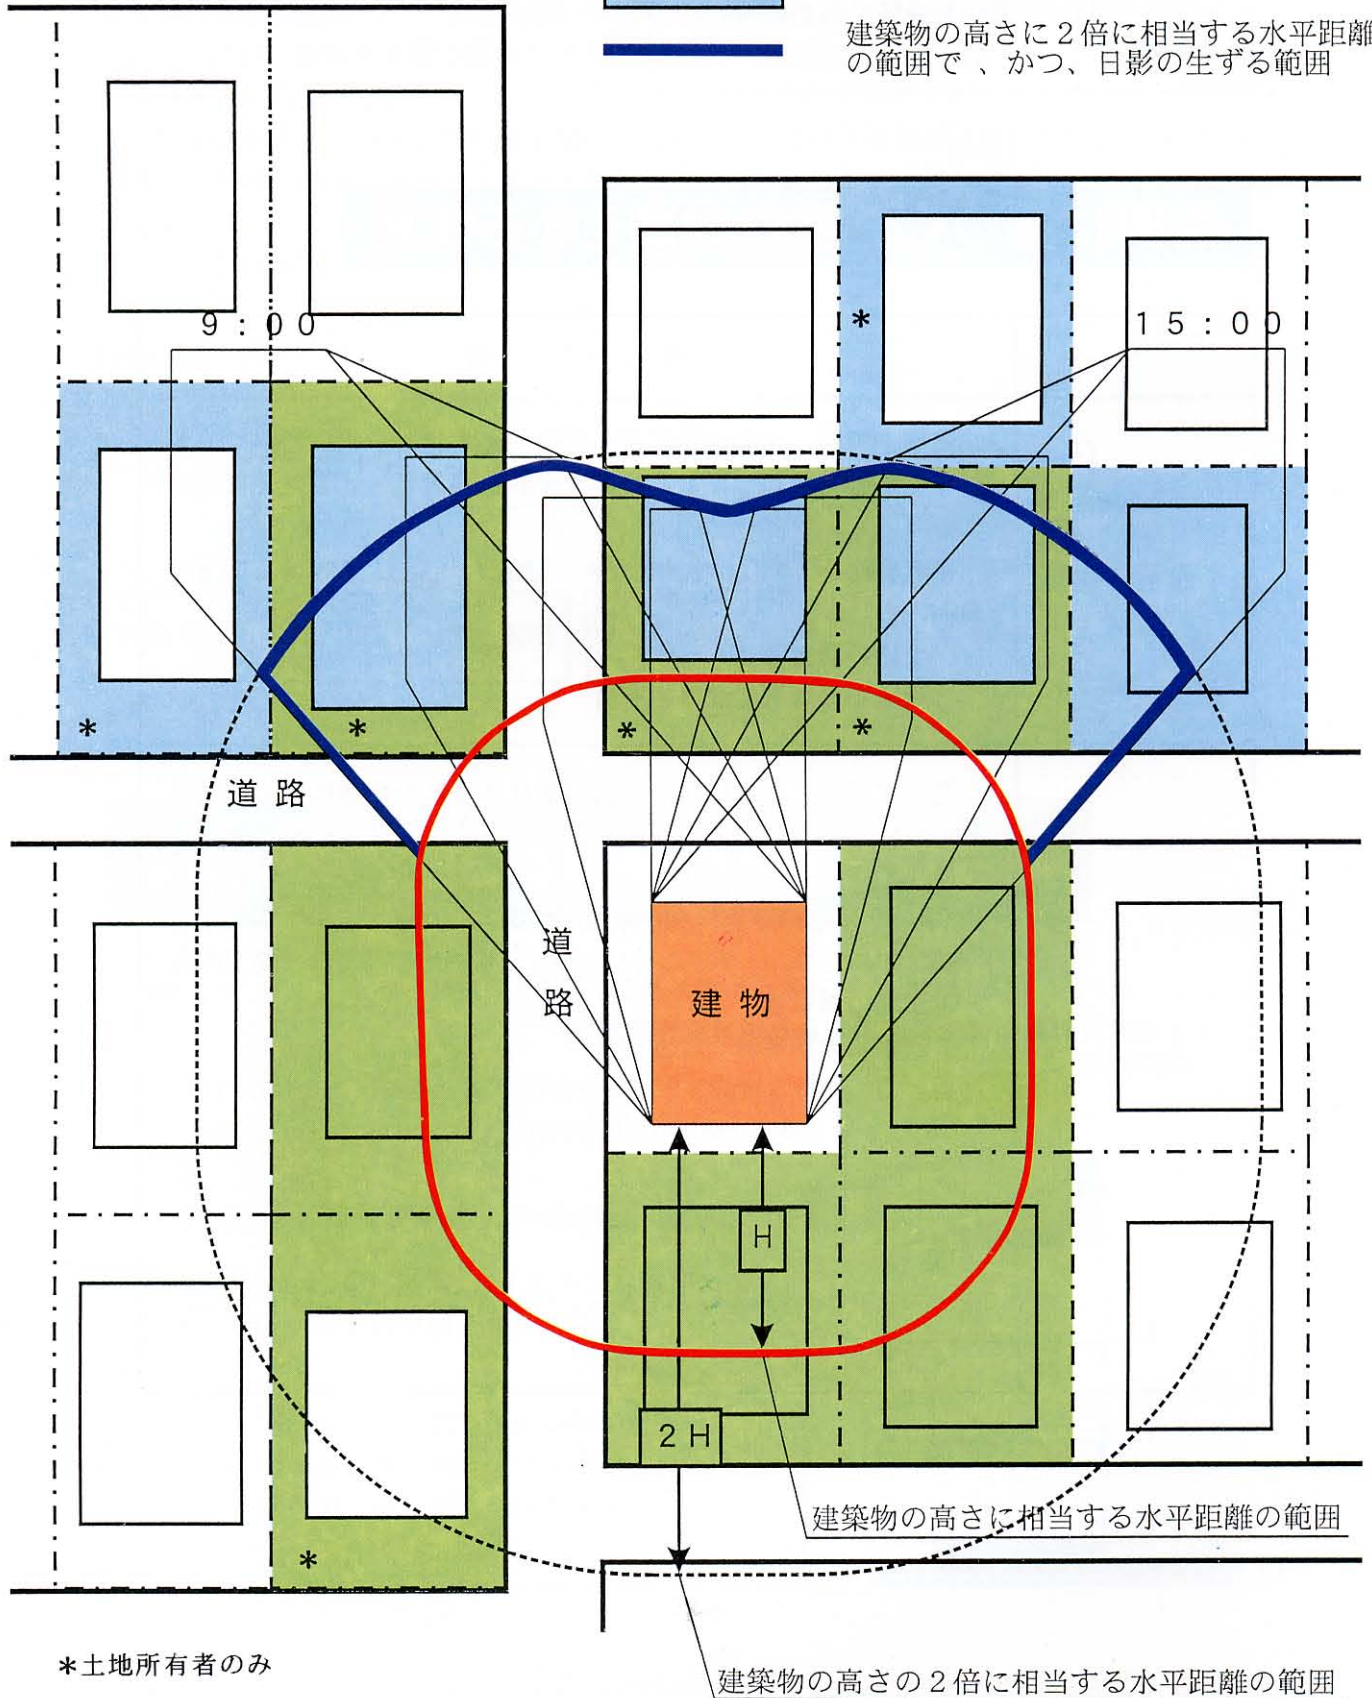 建築物の高さに２倍に相当する水平距離
の範囲で 、かつ、日影の生ずる範囲
９：００
＊
１５：００
＊
＊
＊
＊
道 路
道
路
建 物
Ｈ
２Ｈ
建築物の高さに相当する水平距離の範囲
＊
＊土地所有者のみ
建築物の高さの２倍に相当する水平距離の範囲